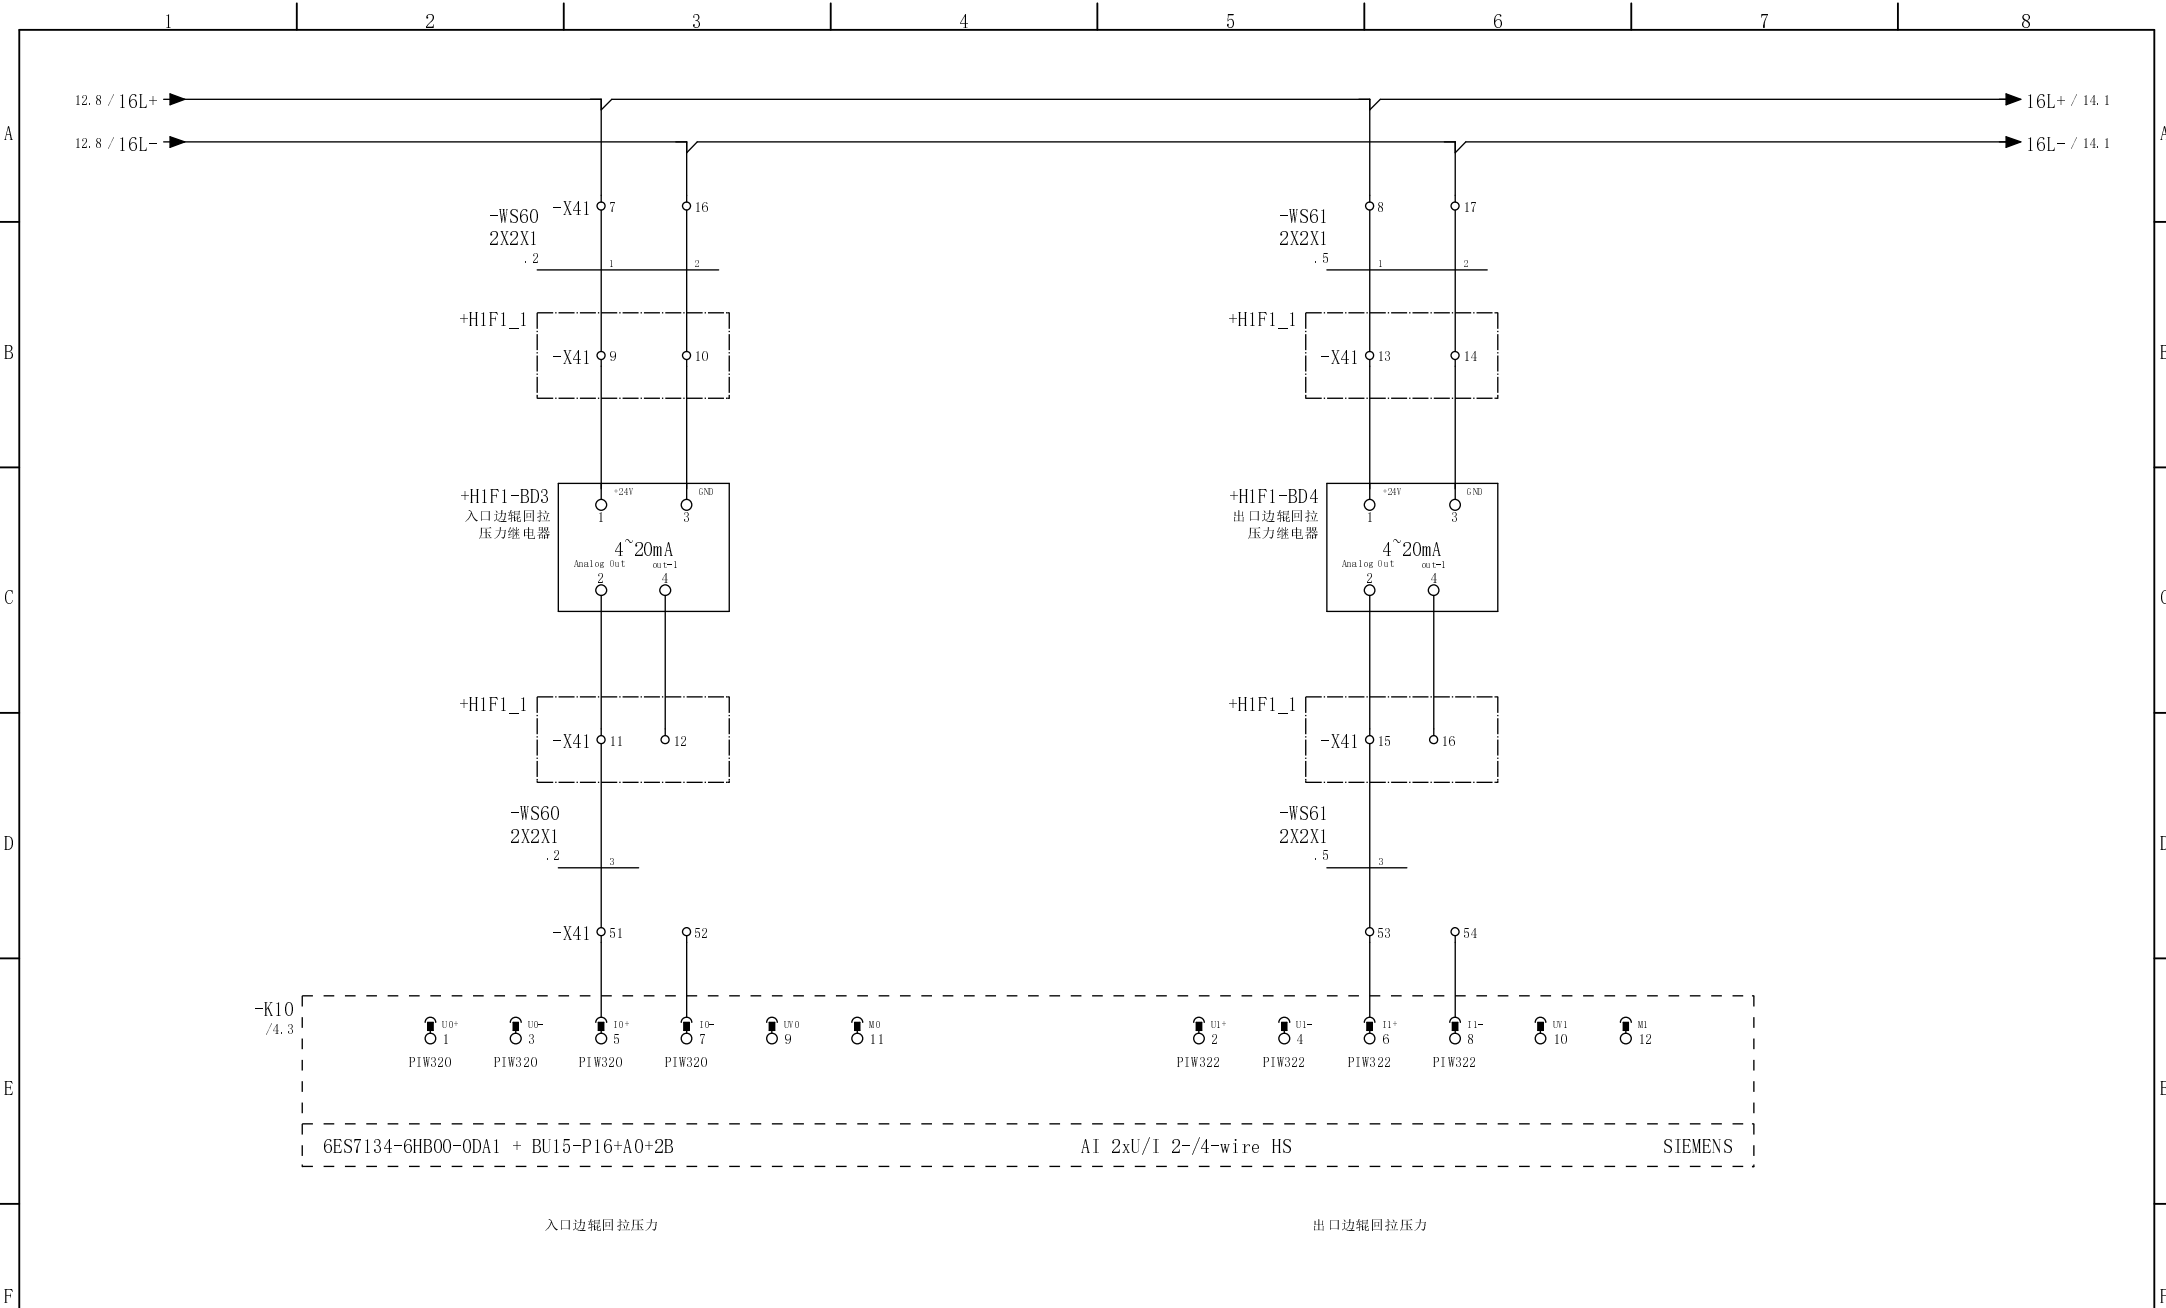 1 2 3 4 5 6 7 8
12.8 / 16L+ 16L+ / 14.1
A
12.8 / 16L- 16L- / 14.1
-X41 7 16 8 17
-WS60 -WS61
2X2X1 2X2X1
.2 1 2 .5 1 2
+H1F1_1 +H1F1_1
B
-X41 9 10 -X41 13 14
+H1F1-BD3 +24V GND +H1F1-BD4 +24V GND
入口边辊回拉 1 3 出口边辊回拉 1 3
压力继电器 压力继电器
4~20mA 4~20mA
Analog Out out-1 Analog Out out-1
2 4 2 4
C
+H1F1_1 +H1F1_1
-X41 11 12 -X41 15 16
-WS60 -WS61
2X2X1 2X2X1
D
.2 3 .5 3
-X41 51 52 53 54
-K10
/4.3
U0+ U0- I0+ I0- UV0 M0 U1+ U1- I1+ I1- UV1 M1
1 3 5 7 9 11 2 4 6 8 10 12
PIW320 PIW320 PIW320 PIW320 PIW322 PIW322 PIW322 PIW322
E
6ES7134-6HB00-0DA1 + BU15-P16+A0+2B AI 2xU/I 2-/4-wire HS SIEMENS
入口边辊回拉压力 出口边辊回拉压力
F